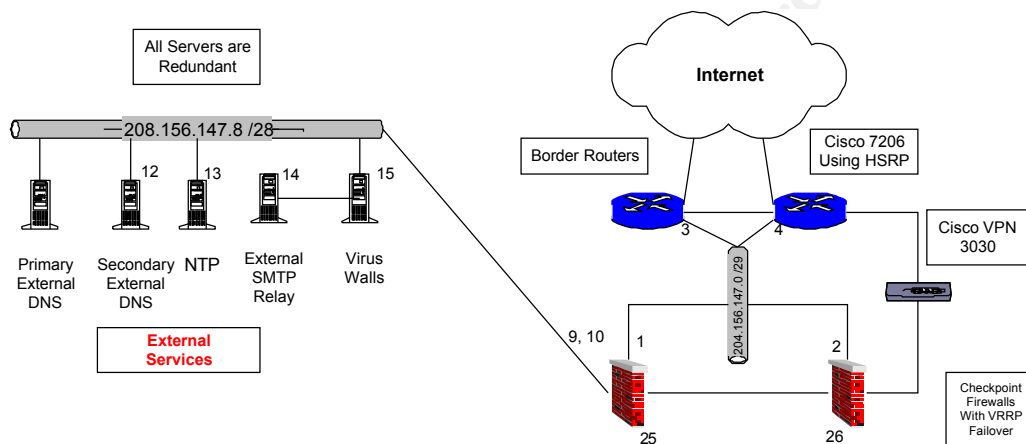 All Servers are
Redundant
208.156.147.8 /28
12
13
14
15
Primary
External
DNS
Secondary
External
DNS
NTP
External
SMTP
Relay
Virus
Walls
External
Services
Internet
Border Routers
Cisco 7206
Using HSRP
3
4
Cisco VPN
3030
204.156.147.0 /29
9, 10
1
2
25
26
Checkpoint
Firewalls
With VRRP
Failover